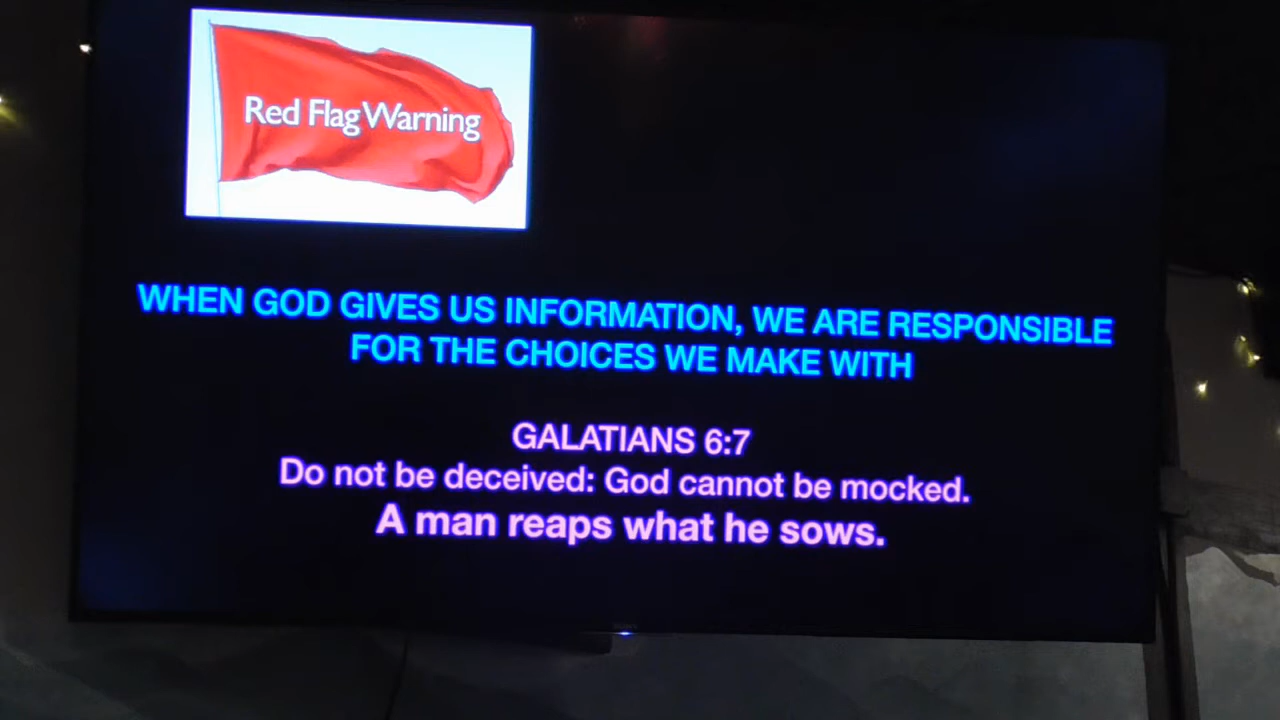 Red Flag Warning
WHEN GOD GIVES US INFORMATION, WE ARE RESPONSIBLE
FOR THE CHOICES WE MAKE WITH
GALATIANS 6:7
Do not be deceived: God cannot be mocked.
A man reaps what he sows.